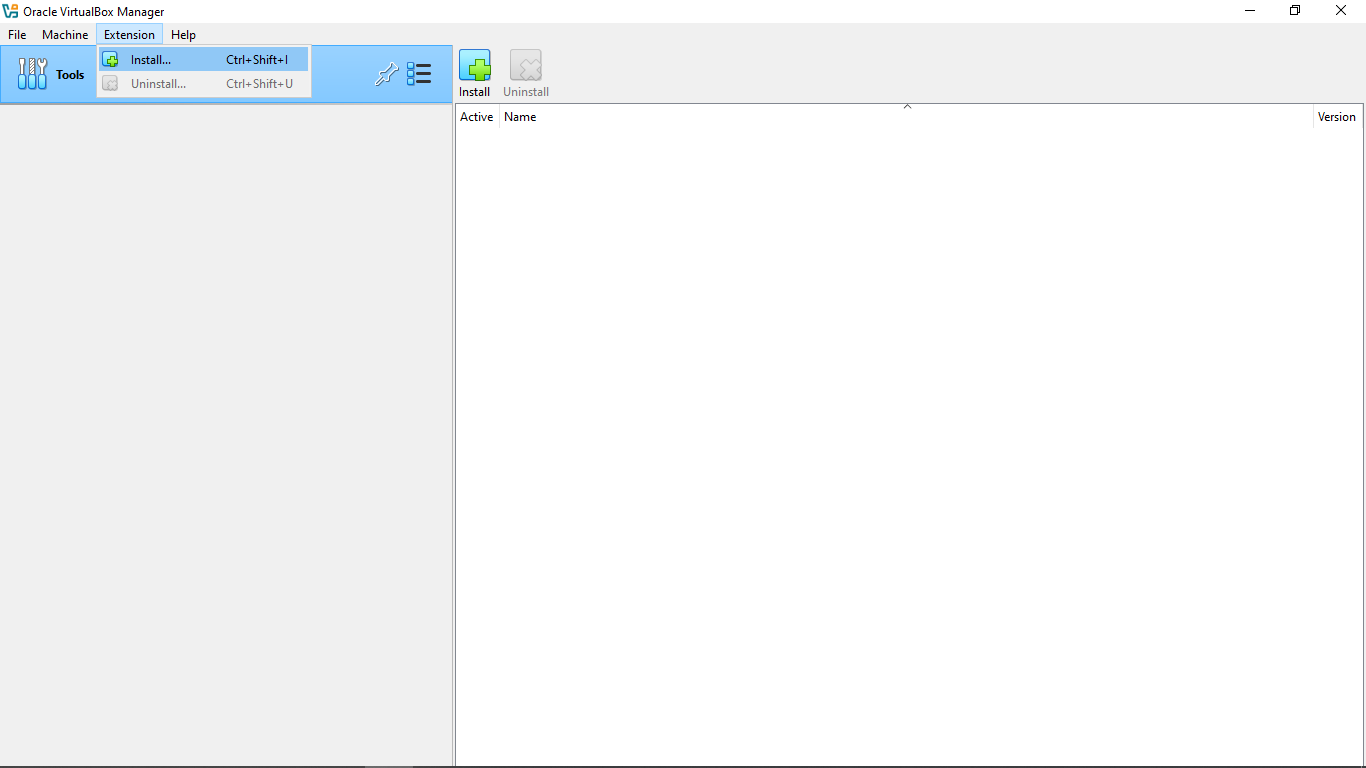 Oracle VirtualBox Manager
File Machine Extension Help
Install... Ctrl+Shift+I
Uninstall... Ctrl+Shift+U
Tools
Install Uninstall
Active Name Version